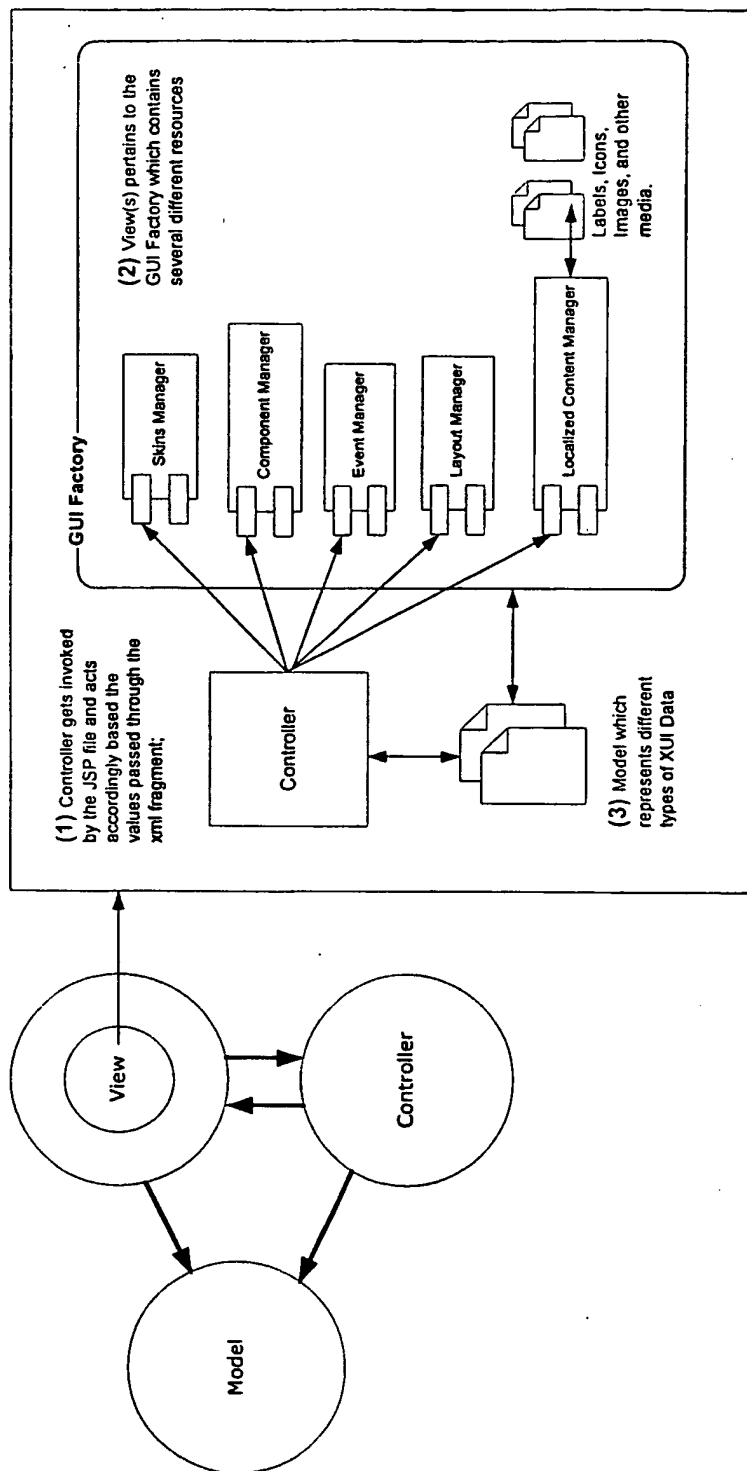 Model
View
Controller
(1) Controller gets invoked
by the JSP file and acts
accordingly based the
values passed through the
xml fragment;
Controller
(3) Model which
represents different
types of XUI Data
GUI Factory
(2) View(s) pertains to the
GUI Factory which contains
several different resources
Skins Manager
Component Manager
Event Manager
Layout Manager
Localized Content Manager
Labels, Icons,
Images, and other
media.